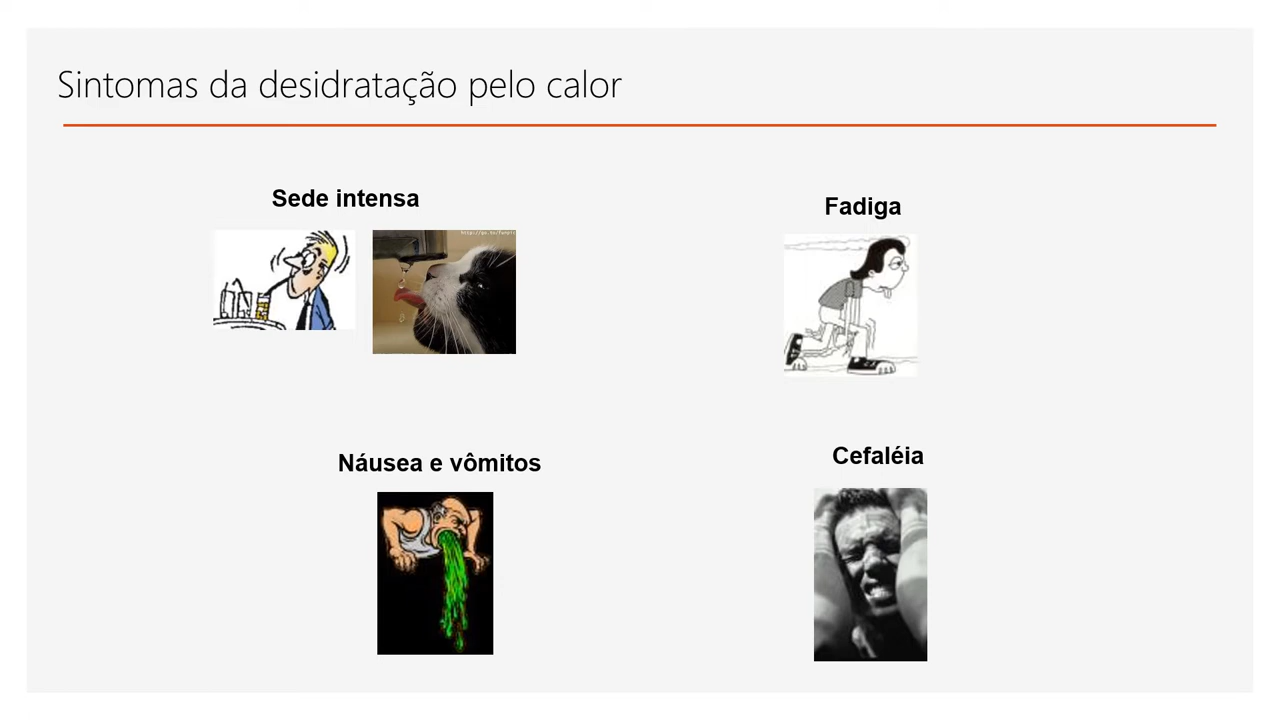 Sintomas da desidratação pelo calor
Sede intensa
Fadiga
Náusea e vômitos
Cefaléia